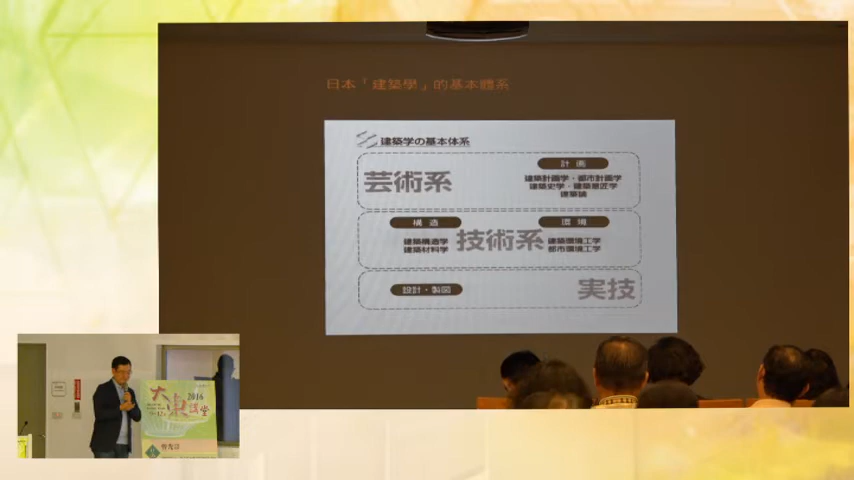 日本「建築學」的基本體系
建築学の基本体系
計画
芸術系
建築計画学・都市計画学
建築史学・建築意匠学
建築論
構造
環境
建築構造学
建築材料学
技術系
建築環境工学
都市環境工学
設計・製図
実技
大東講堂
2016